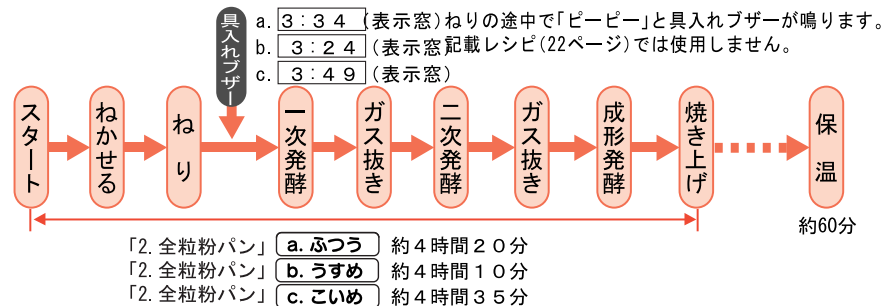 具入れブザー
a. 3:34 (表示窓)ねりの途中で「ピーピー」と具入れブザーが鳴ります。
b. 3:24 (表示窓)記載レシピ(22ページ)では使用しません。
c. 3:49 (表示窓)
スタート
ねかせる
ねり
一次発酵
ガス抜き
二次発酵
ガス抜き
成形発酵
焼き上げ
保温
約60分
「2. 全粒粉パン」 a. ふつう 約4時間20分
「2. 全粒粉パン」 b. うすめ 約4時間10分
「2. 全粒粉パン」 c. こいめ 約4時間35分